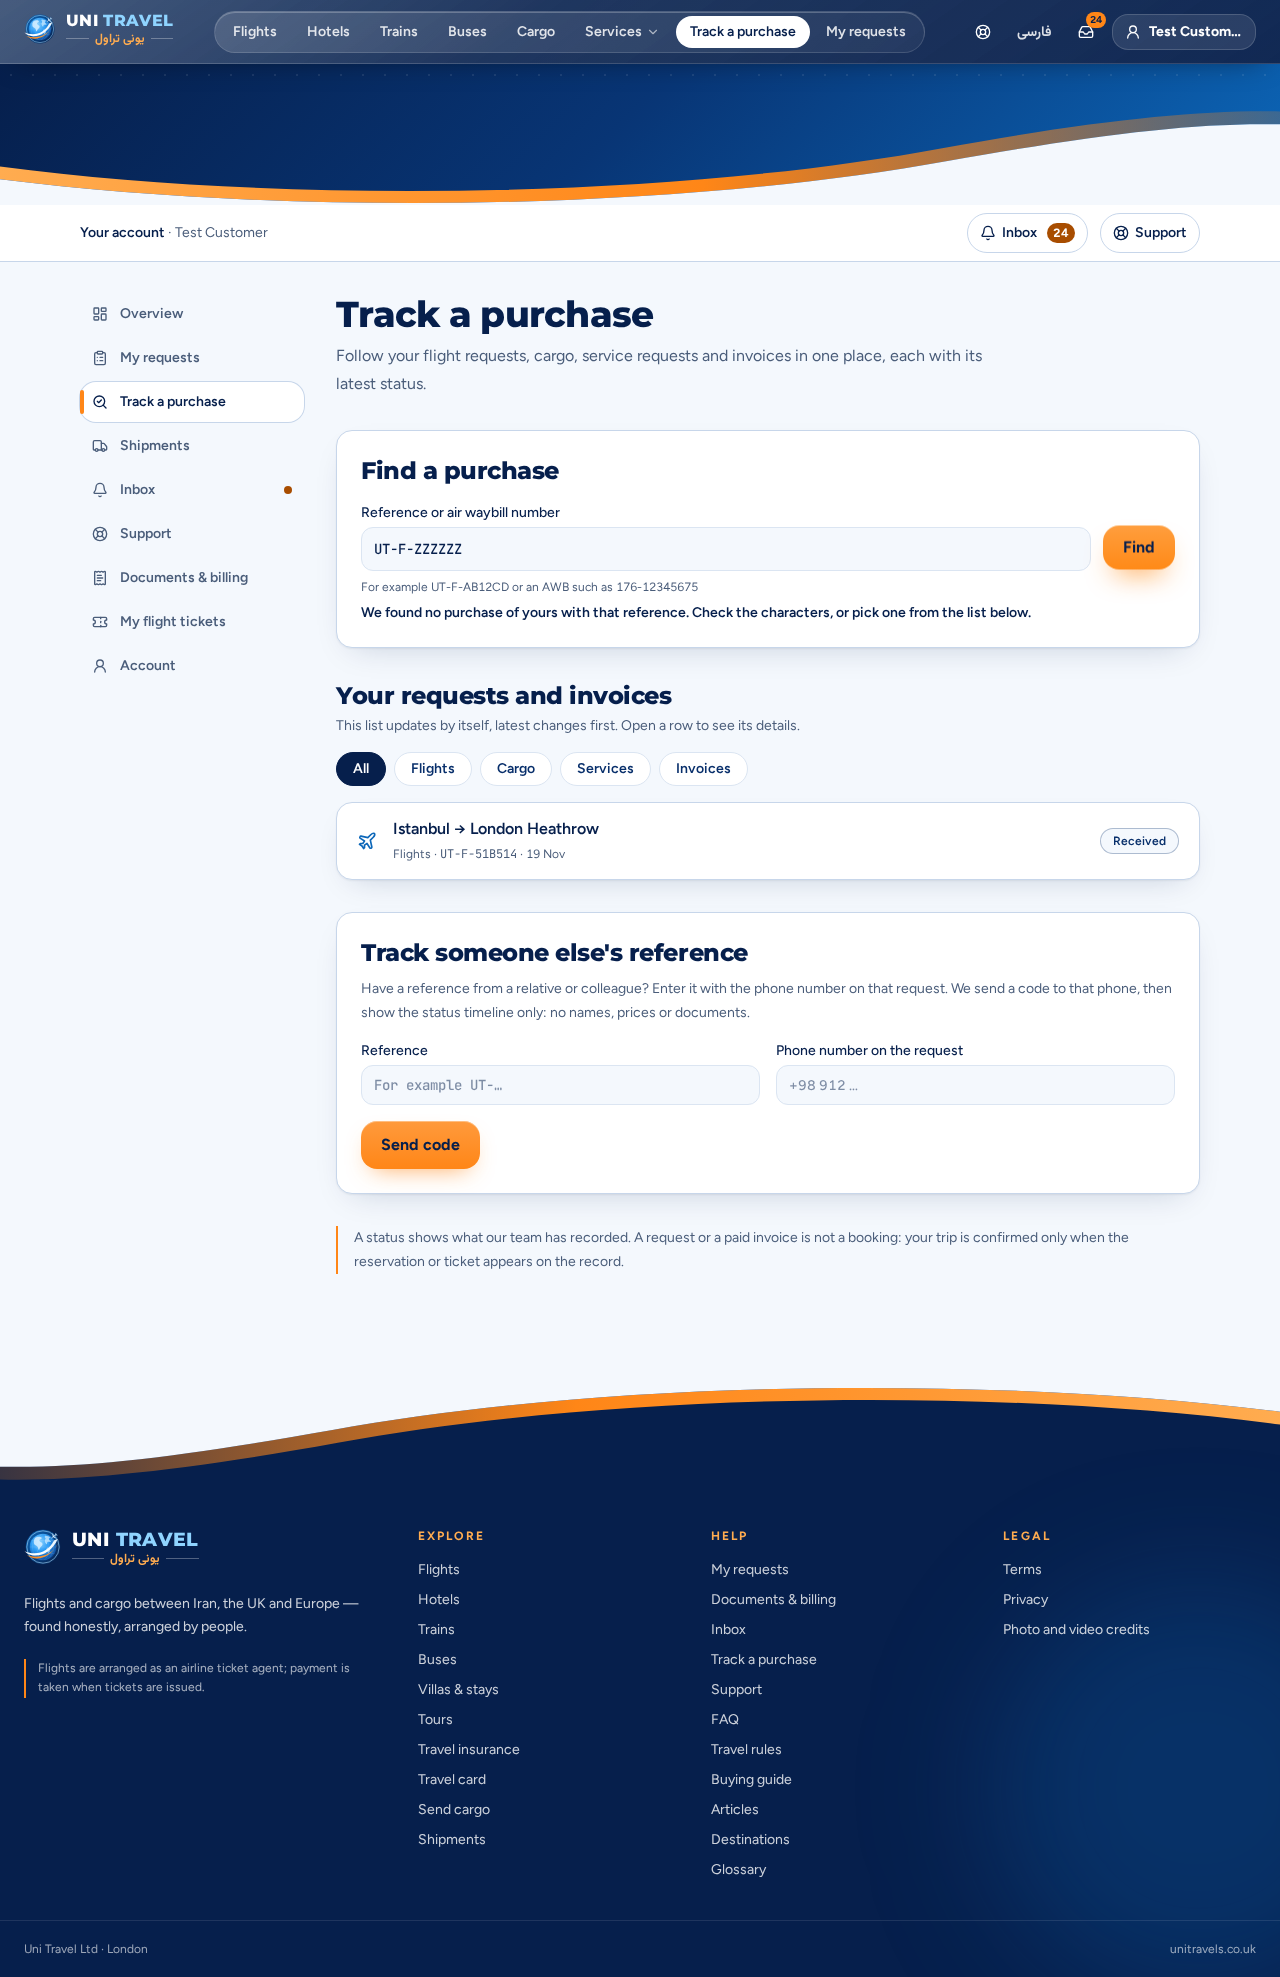 UNI TRAVEL
یونی تراول
Flights
Hotels
Trains
Buses
Cargo
Services
Track a purchase
My requests
فارسی
24
Test Custom...
Your account · Test Customer
Inbox 24
Support
Overview
My requests
Track a purchase
Shipments
Inbox
Support
Documents & billing
My flight tickets
Account
Track a purchase
Follow your flight requests, cargo, service requests and invoices in one place, each with its
latest status.
Find a purchase
Reference or air waybill number
UT-F-ZZZZZZ
Find
For example UT-F-AB12CD or an AWB such as 176-12345675
We found no purchase of yours with that reference. Check the characters, or pick one from the list below.
Your requests and invoices
This list updates by itself, latest changes first. Open a row to see its details.
All
Flights
Cargo
Services
Invoices
Istanbul → London Heathrow
Flights · UT-F-51B514 · 19 Nov
Received
Track someone else's reference
Have a reference from a relative or colleague? Enter it with the phone number on that request. We send a code to that phone, then
show the status timeline only: no names, prices or documents.
Reference
Phone number on the request
For example UT-…
+98 912 …
Send code
A status shows what our team has recorded. A request or a paid invoice is not a booking: your trip is confirmed only when the
reservation or ticket appears on the record.
UNI TRAVEL
یونی تراول
Flights and cargo between Iran, the UK and Europe —
found honestly, arranged by people.
Flights are arranged as an airline ticket agent; payment is
taken when tickets are issued.
EXPLORE
Flights
Hotels
Trains
Buses
Villas & stays
Tours
Travel insurance
Travel card
Send cargo
Shipments
HELP
My requests
Documents & billing
Inbox
Track a purchase
Support
FAQ
Travel rules
Buying guide
Articles
Destinations
Glossary
LEGAL
Terms
Privacy
Photo and video credits
Uni Travel Ltd · London
unitravels.co.uk